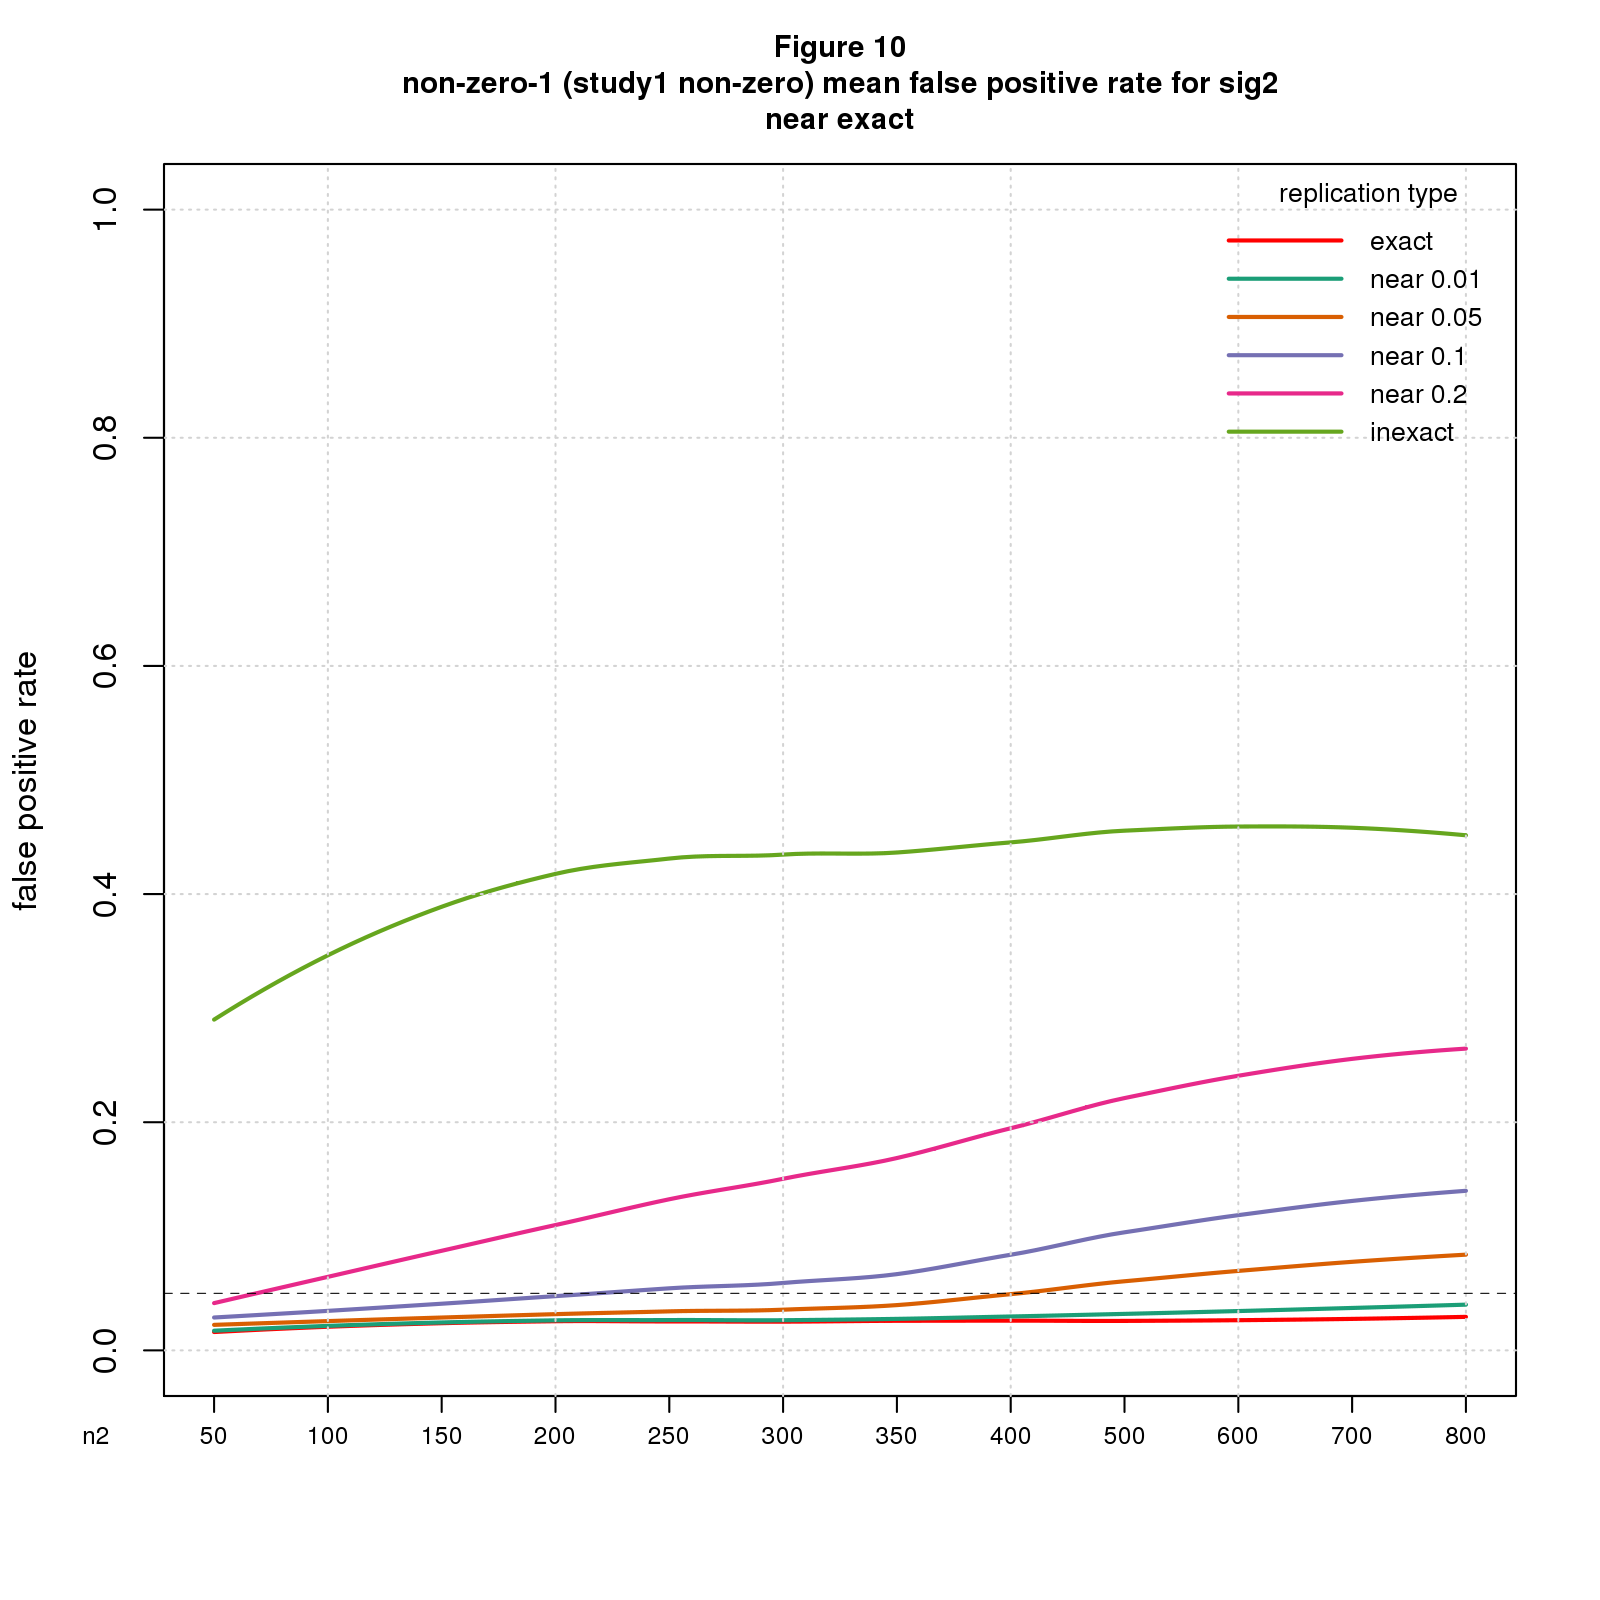 Figure 10
non-zero-1 (study1 non-zero) mean false positive rate for sig2
near exact
replication type
exact
near 0.01
near 0.05
near 0.1
near 0.2
inexact
false positive rate
1.0
0.8
0.6
0.4
0.2
0.0
n2 50 100 150 200 250 300 350 400 500 600 700 800